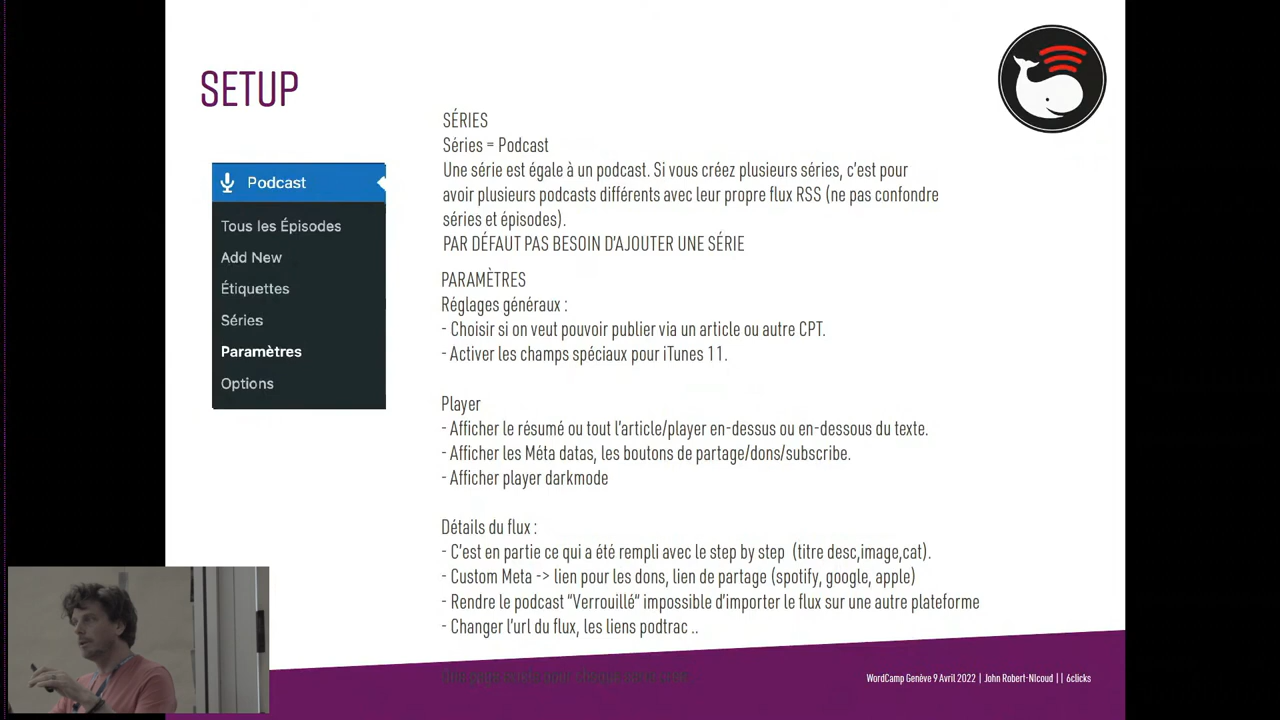 SETUP
Podcast
Tous les Épisodes
Add New
Étiquettes
Séries
Paramètres
Options
SÉRIES
Séries = Podcast
Une série est égale à un podcast. Si vous créez plusieurs séries, c'est pour
avoir plusieurs podcasts différents avec leur propre flux RSS (ne pas confondre
séries et épisodes).
PAR DÉFAUT PAS BESOIN D'AJOUTER UNE SÉRIE
PARAMÈTRES
Réglages généraux :
- Choisir si on veut pouvoir publier via un article ou autre CPT.
- Activer les champs spéciaux pour iTunes 11.
Player
- Afficher le résumé ou tout l'article/player en-dessus ou en-dessous du texte.
- Afficher les Méta datas, les boutons de partage/dons/subscribe.
- Afficher player darkmode
Détails du flux :
- C'est en partie ce qui a été rempli avec le step by step (titre desc,image,cat).
- Custom Meta -> lien pour les dons, lien de partage (spotify, google, apple)
- Rendre le podcast "Verrouillé" impossible d'importer le flux sur une autre plateforme
- Changer l'url du flux, les liens podtrac ..
WordCamp Genève 9 Avril 2022 | John Robert-NIcoud || 6clicks